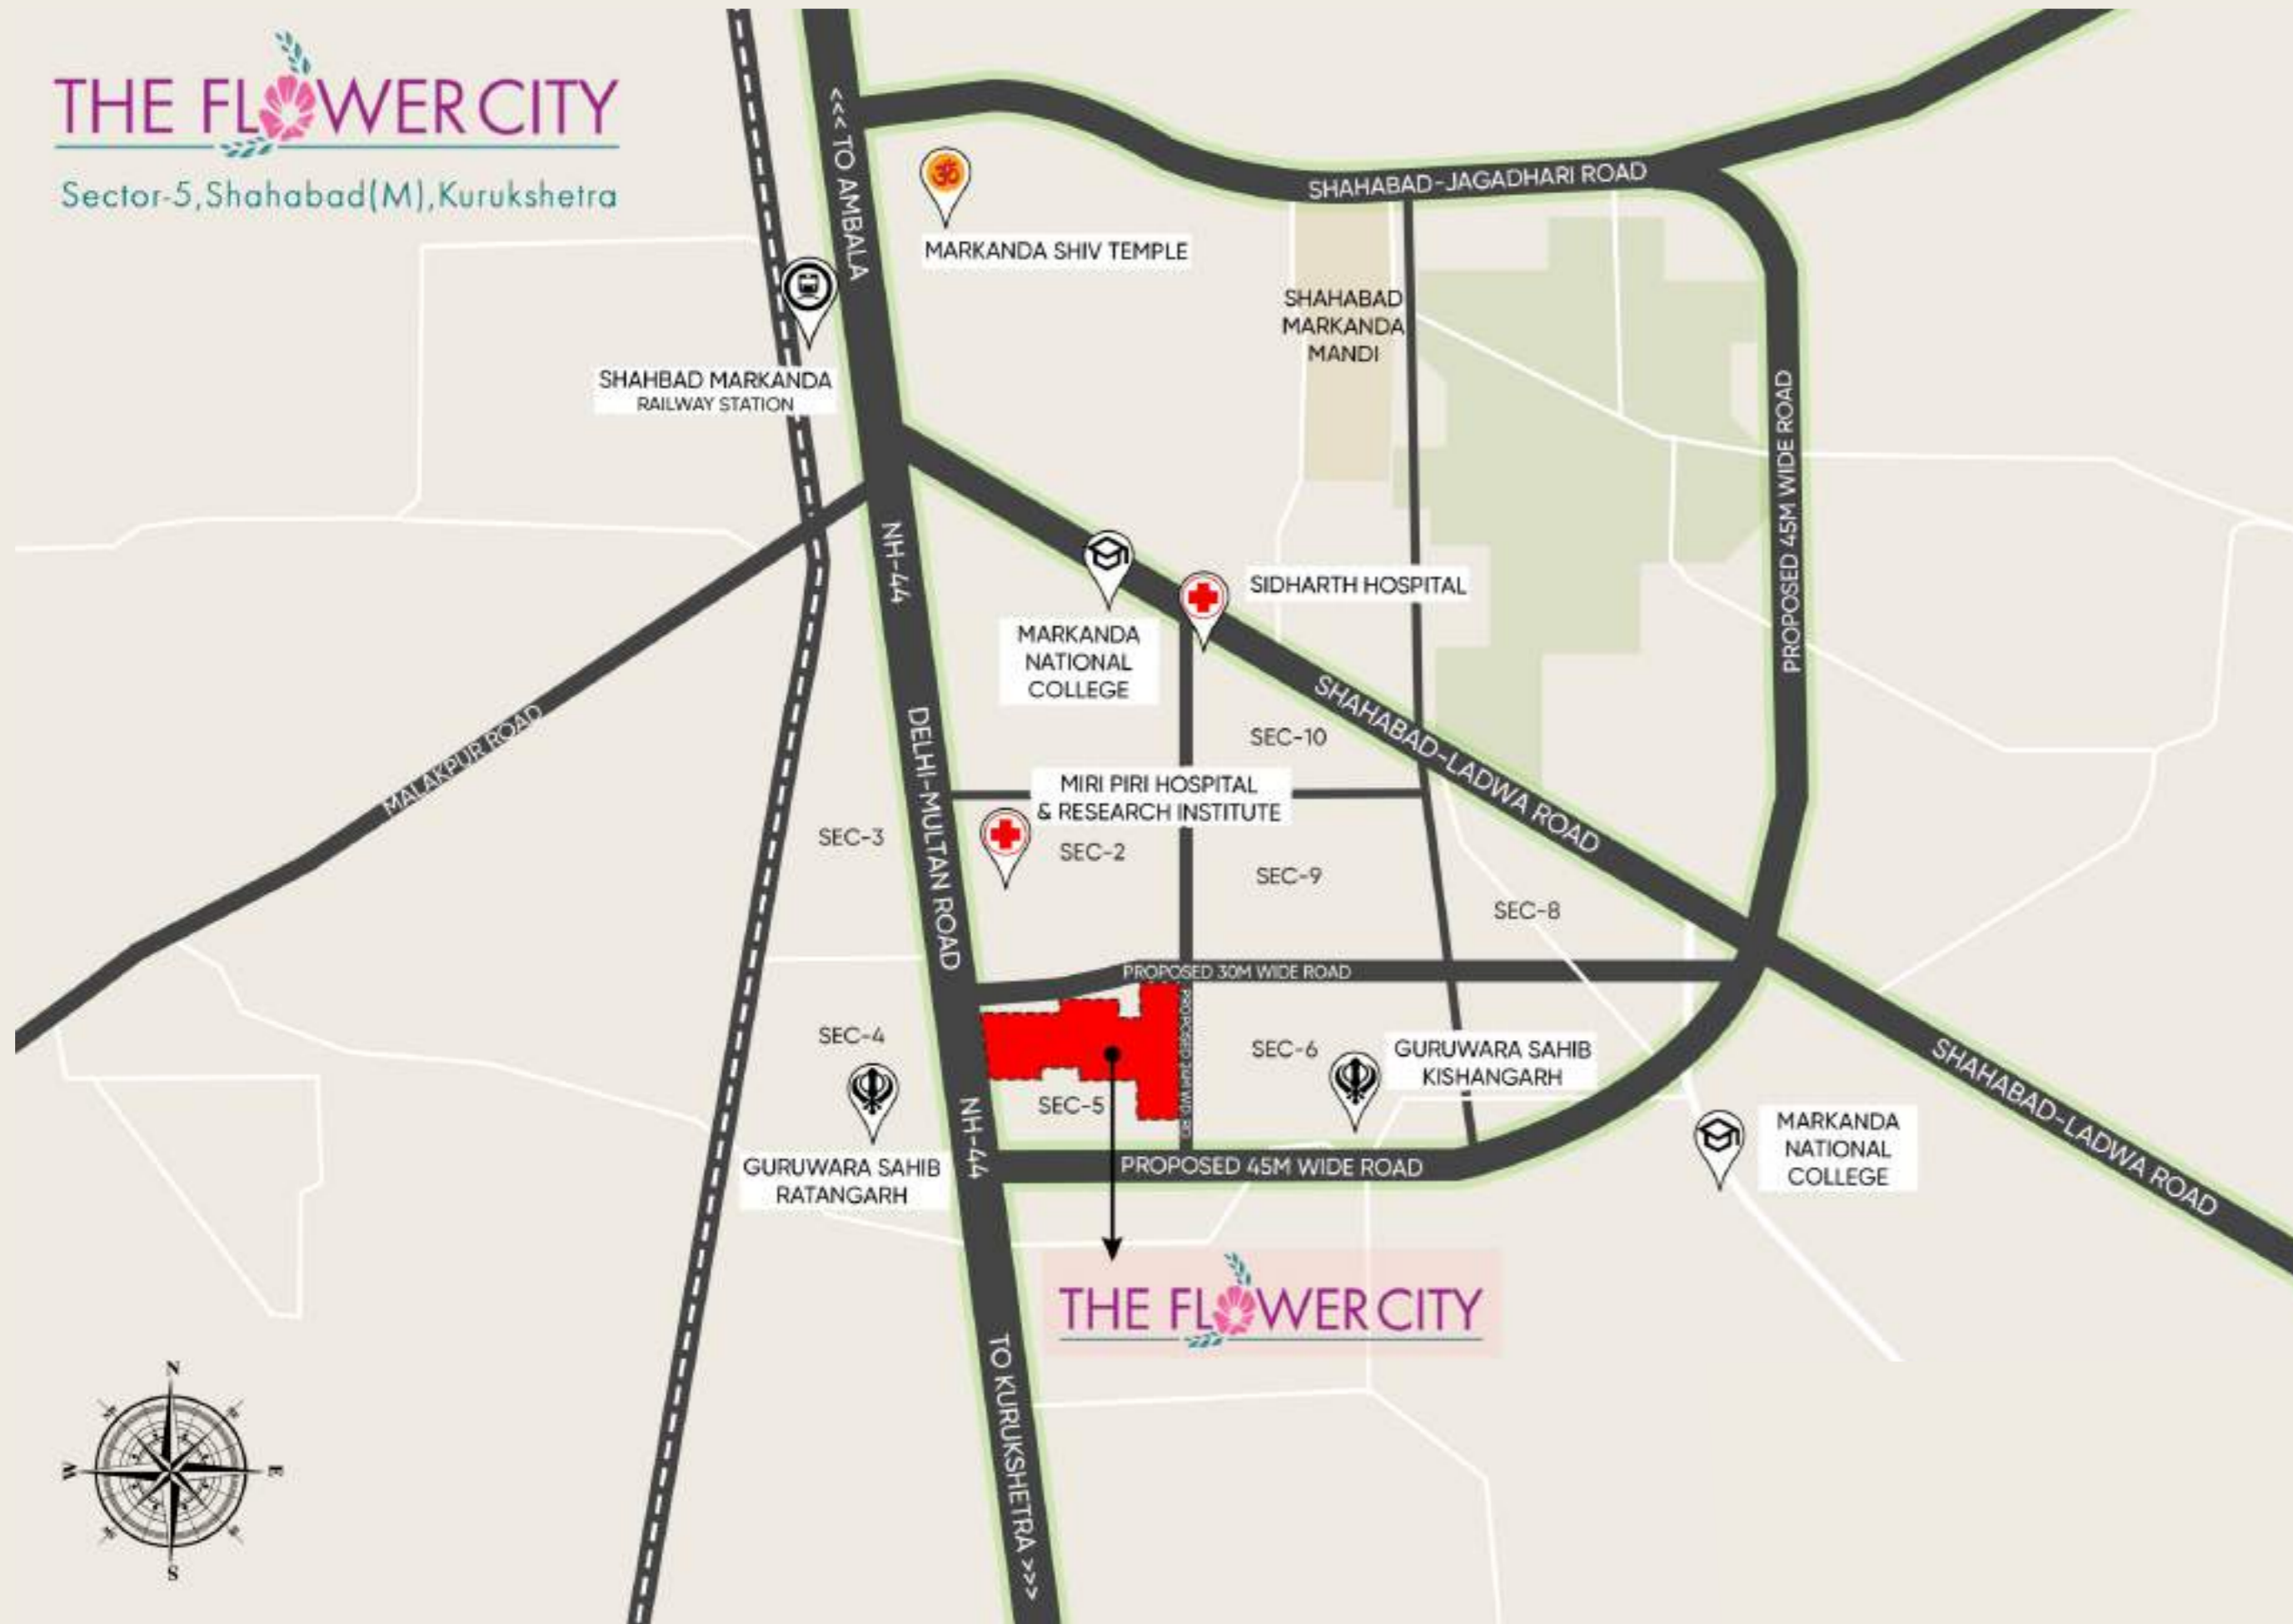 THE FLOWER CITY
Sector-5,Shahabad(M),Kurukshetra
<<< TO AMBALA
SHAHABAD-JAGADHARI ROAD
MARKANDA SHIV TEMPLE
SHAHABAD
MARKANDA
MANDI
SHAHBAD MARKANDA
RAILWAY STATION
PROPOSED 45M WIDE ROAD
NH-44
SIDHARTH HOSPITAL
MARKANDA
NATIONAL
COLLEGE
SHAHABAD-LADWA ROAD
MALAKPUR ROAD
DELHI-MULTAN ROAD
SEC-10
MIRI PIRI HOSPITAL
& RESEARCH INSTITUTE
SEC-3
SEC-2
SEC-9
SEC-8
PROPOSED 30M WIDE ROAD
SEC-4
SEC-6
GURUWARA SAHIB
KISHANGARH
SEC-5
NH-44
GURUWARA SAHIB
RATANGARH
PROPOSED 45M WIDE ROAD
MARKANDA
NATIONAL
COLLEGE
SHAHABAD-LADWA ROAD
THE FLOWER CITY
TO KURUKSHETRA >>>
N
W
E
S